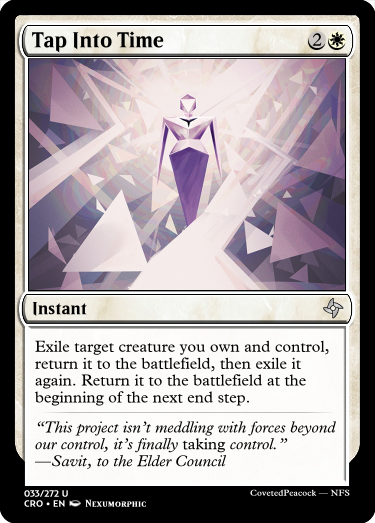 Tap Into Time 2
Instant
Exile target creature you own and control,
return it to the battlefield, then exile it
again. Return it to the battlefield at the
beginning of the next end step.
“This project isn’t meddling with forces beyond
our control, it’s finally taking control.”
—Savit, to the Elder Council
033/272 U
CRO • EN Nexumorphic
CovetedPeacock — NFS